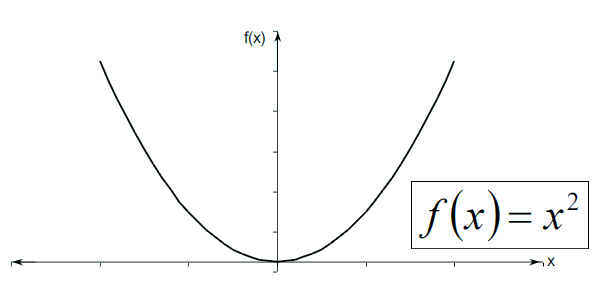 f(x)
f(x) = x²
x